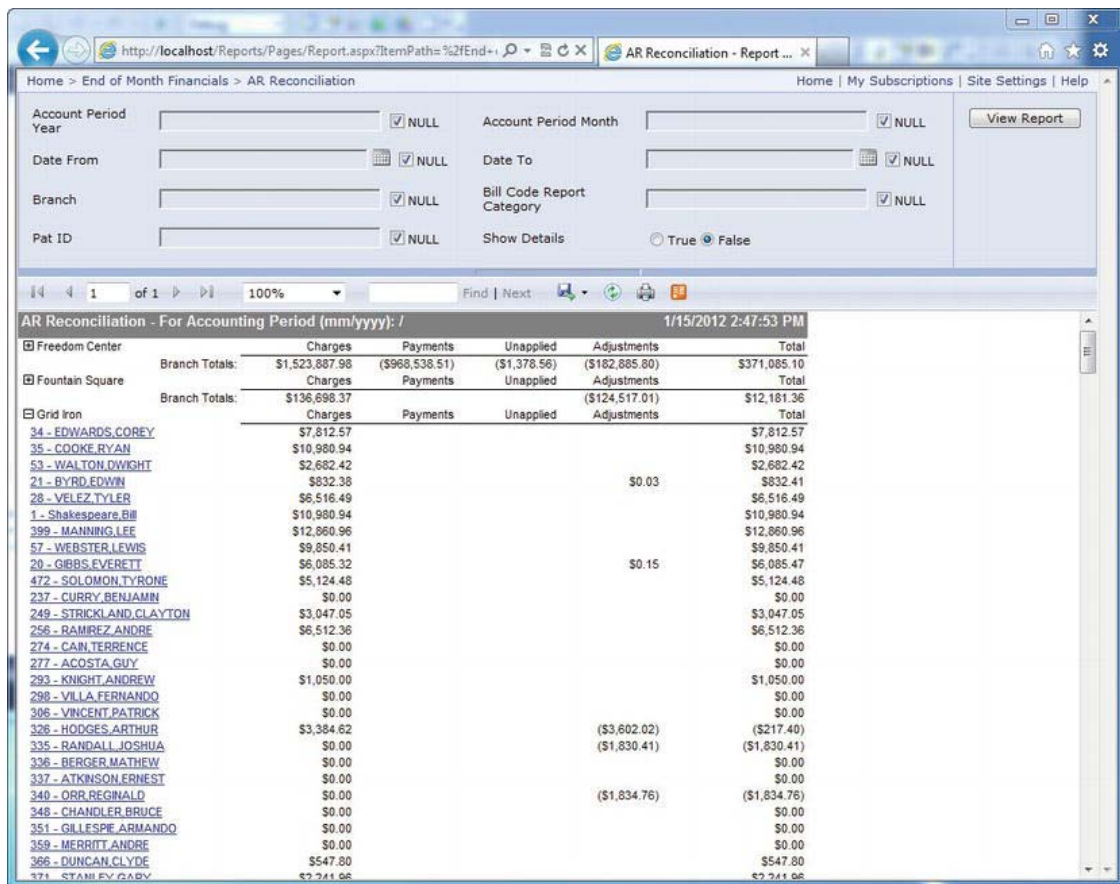 http://localhost/Reports/Pages/Report.aspx?ItemPath=%2fEnd+
AR Reconciliation - Report ...
Home > End of Month Financials > AR Reconciliation
Home | My Subscriptions | Site Settings | Help
Account Period Year NULL Account Period Month NULL View Report
Date From NULL Date To NULL
Branch NULL Bill Code Report Category NULL
Pat ID NULL Show Details True False
1 of 1 100% Find | Next
AR Reconciliation - For Accounting Period (mm/yyyy): / 1/15/2012 2:47:53 PM
Freedom Center Charges Payments Unapplied Adjustments Total
Branch Totals: $1,523,887.98 ($968,538.51) ($1,378.56) ($182,885.80) $371,085.10
Fountain Square Charges Payments Unapplied Adjustments Total
Branch Totals: $136,698.37 ($124,517.01) $12,181.36
Grid Iron Charges Payments Unapplied Adjustments Total
34 - EDWARDS,COREY $7,812.57 $7,812.57
35 - COOKE,RYAN $10,980.94 $10,980.94
53 - WALTON,DWIGHT $2,682.42 $2,682.42
21 - BYRD,EDWIN $832.38 $0.03 $832.41
28 - VELEZ,TYLER $6,516.49 $6,516.49
1 - Shakespeare,Bill $10,980.94 $10,980.94
399 - MANNING,LEE $12,860.96 $12,860.96
57 - WEBSTER,LEWIS $9,850.41 $9,850.41
20 - GIBBS,EVERETT $6,085.32 $0.15 $6,085.47
472 - SOLOMON,TYRONE $5,124.48 $5,124.48
237 - CURRY,BENJAMIN $0.00 $0.00
249 - STRICKLAND,CLAYTON $3,047.05 $3,047.05
256 - RAMIREZ,ANDRE $6,512.36 $6,512.36
274 - CAIN,TERRENCE $0.00 $0.00
277 - ACOSTA,GUY $0.00 $0.00
293 - KNIGHT,ANDREW $1,050.00 $1,050.00
298 - VILLA,FERNANDO $0.00 $0.00
306 - VINCENT,PATRICK $0.00 $0.00
326 - HODGES,ARTHUR $3,384.62 ($3,602.02) ($217.40)
335 - RANDALL,JOSHUA $0.00 ($1,830.41) ($1,830.41)
336 - BERGER,MATHEW $0.00 $0.00
337 - ATKINSON,ERNEST $0.00 $0.00
340 - ORR,REGINALD $0.00 ($1,834.76) ($1,834.76)
348 - CHANDLER,BRUCE $0.00 $0.00
351 - GILLESPIE,ARMANDO $0.00 $0.00
359 - MERRITT,ANDRE $0.00 $0.00
366 - DUNCAN,CLYDE $547.80 $547.80
371 - STANLEY,GARY $2,241.96 $2,241.96